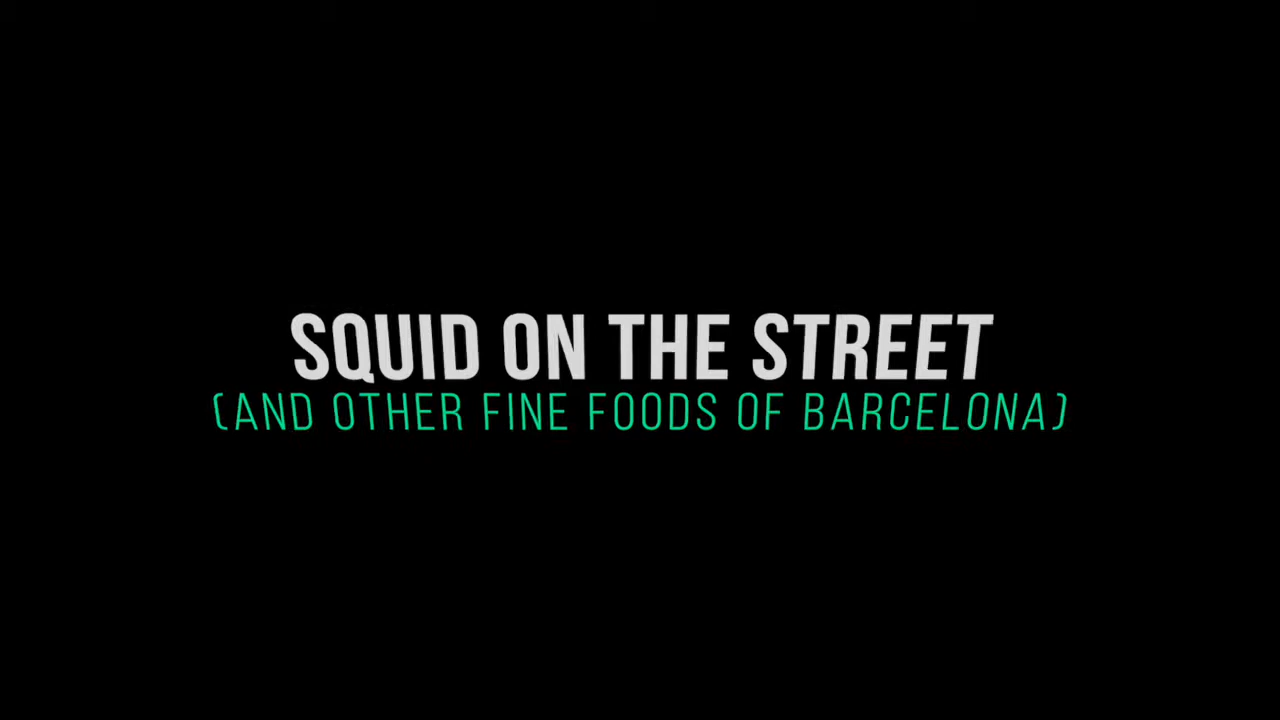 SQUID ON THE STREET
(AND OTHER FINE FOODS OF BARCELONA)